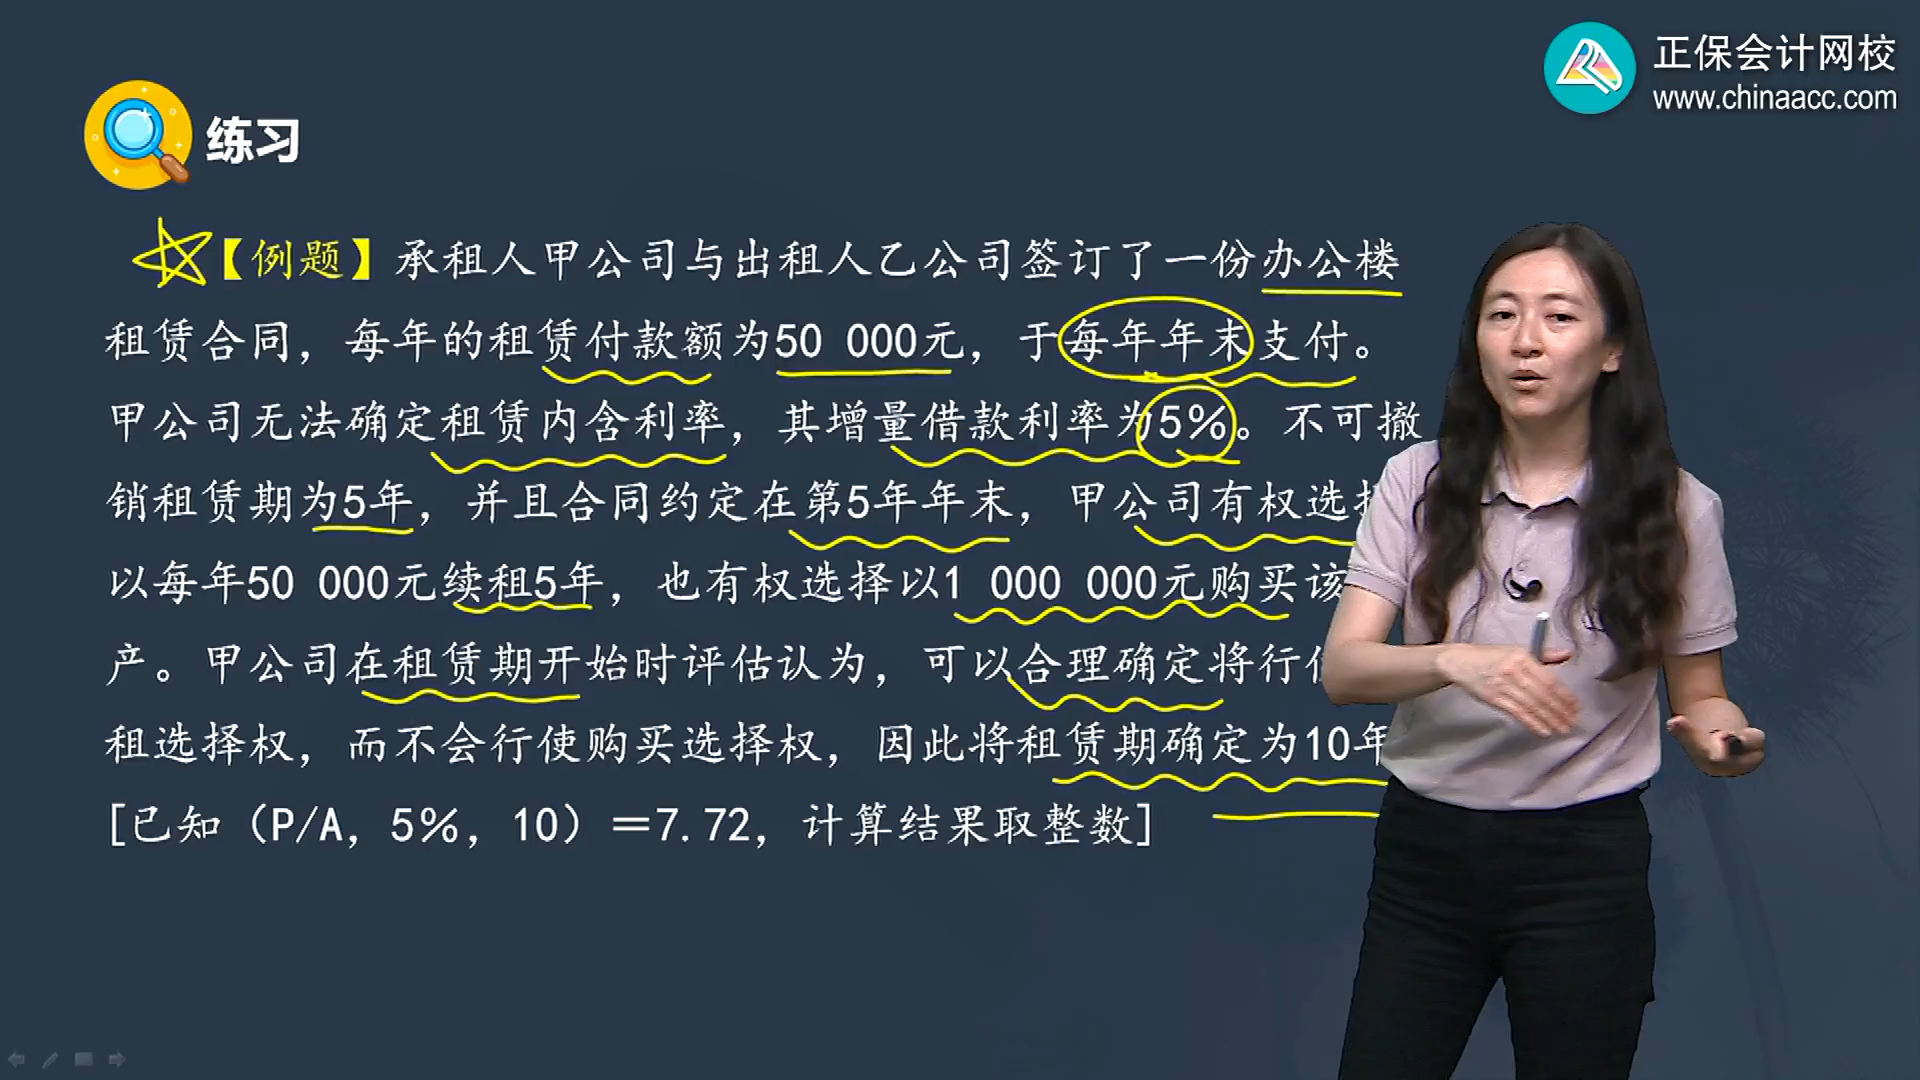 正保会计网校
www.chinaacc.com
练习
【例题】承租人甲公司与出租人乙公司签订了一份办公楼
租赁合同，每年的租赁付款额为50 000元，于每年年末支付。
甲公司无法确定租赁内含利率，其增量借款利率为5%。不可撤
销租赁期为5年，并且合同约定在第5年年末，甲公司有权选
以每年50 000元续租5年，也有权选择以1 000 000元购买该
产。甲公司在租赁期开始时评估认为，可以合理确定将行
租选择权，而不会行使购买选择权，因此将租赁期确定为10年
[已知（P/A，5%，10）＝7.72，计算结果取整数]